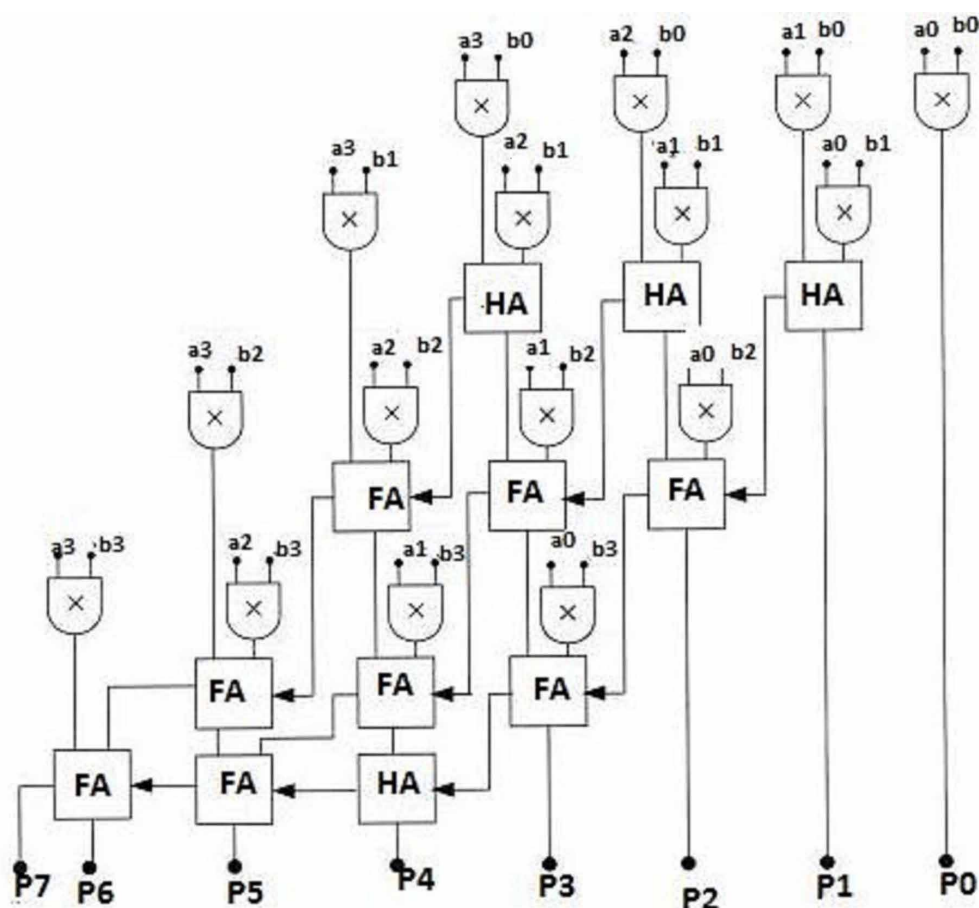 a3 b0 a2 b0 a1 b0 a0 b0
×
×
×
×
a3 b1 a2 b1 a1 b1 a0 b1
×
×
×
×
HA HA HA
a3 b2 a2 b2 a1 b2 a0 b2
×
×
×
×
FA FA FA
a3 b3 a2 b3 a1 b3 a0 b3
×
×
×
×
FA FA FA
FA FA HA
P7 P6 P5 P4 P3 P2 P1 P0